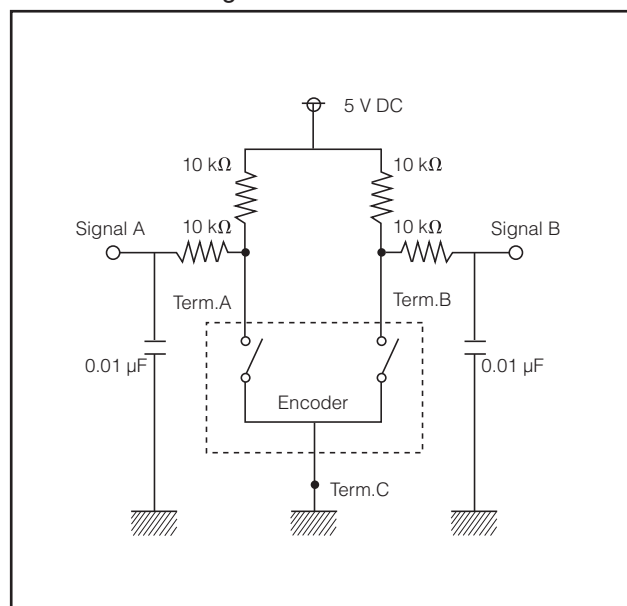 5 V DC
10 kΩ 10 kΩ
10 kΩ 10 kΩ
Signal A Signal B
Term.A Term.B
0.01 µF 0.01 µF
Encoder
Term.C